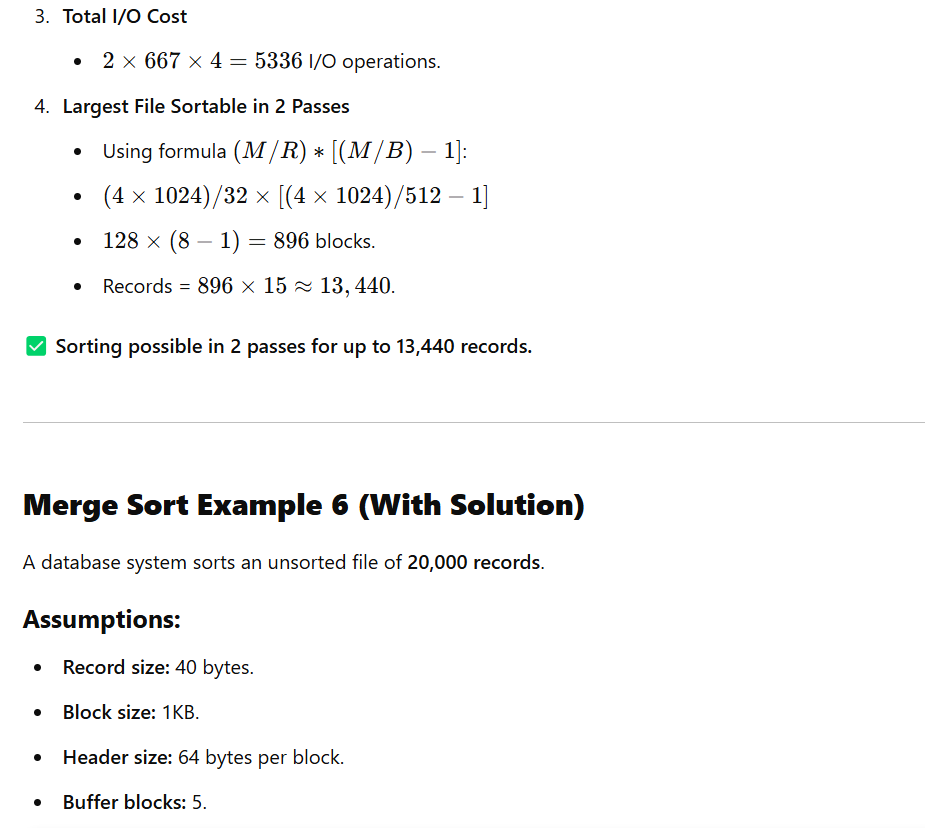 3. Total I/O Cost
• 2 × 667 × 4 = 5336 I/O operations.
4. Largest File Sortable in 2 Passes
• Using formula (M/R) ∗ [(M/B) − 1]:
• (4 × 1024)/32 × [(4 × 1024)/512 − 1]
• 128 × (8 − 1) = 896 blocks.
• Records = 896 × 15 ≈ 13, 440.
✅ Sorting possible in 2 passes for up to 13,440 records.
Merge Sort Example 6 (With Solution)
A database system sorts an unsorted file of 20,000 records.
Assumptions:
• Record size: 40 bytes.
• Block size: 1KB.
• Header size: 64 bytes per block.
• Buffer blocks: 5.